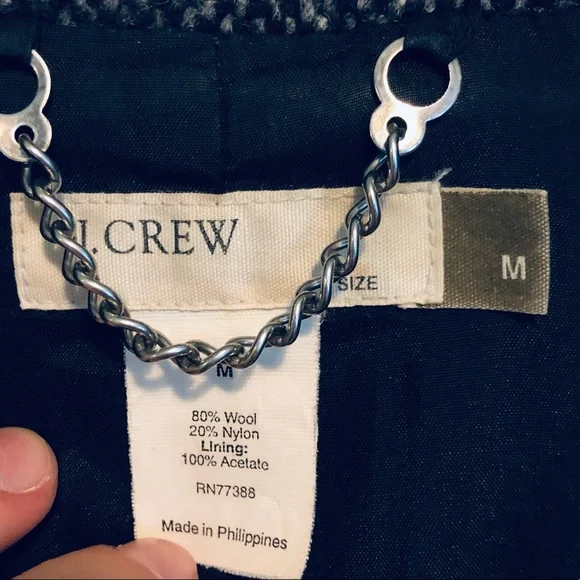 J.CREW
SIZE
M
M
80% Wool
20% Nylon
Lining:
100% Acetate
RN77388
Made in Philippines